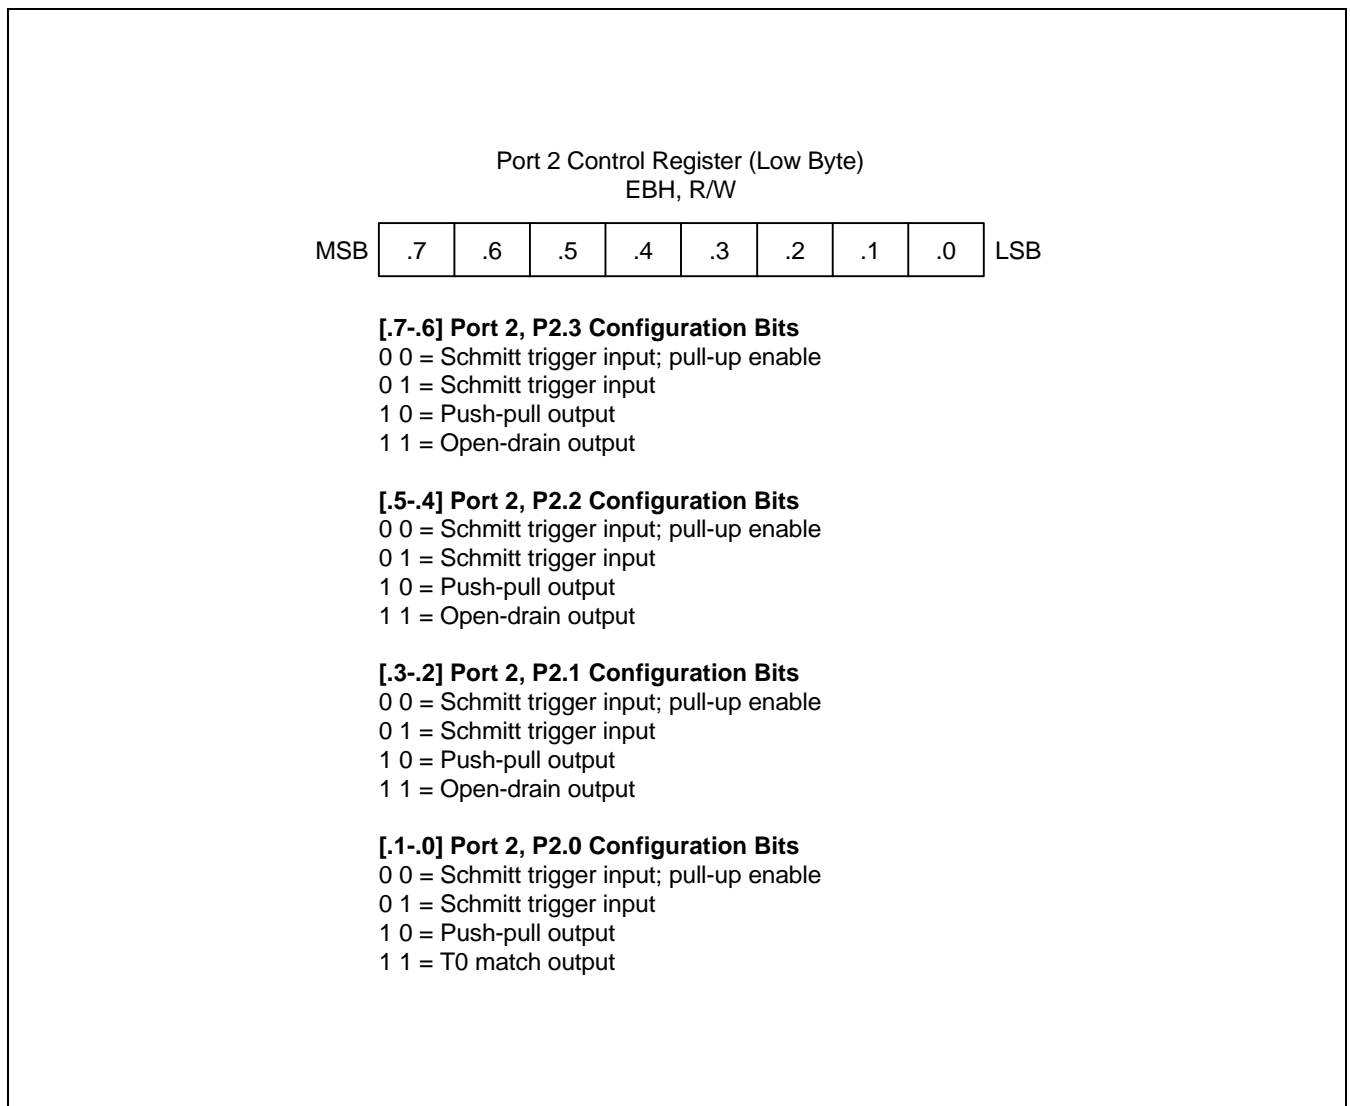 Port 2 Control Register (Low Byte)
EBH, R/W
MSB .7 .6 .5 .4 .3 .2 .1 .0 LSB
[.7-.6] Port 2, P2.3 Configuration Bits
0 0 = Schmitt trigger input; pull-up enable
0 1 = Schmitt trigger input
1 0 = Push-pull output
1 1 = Open-drain output
[.5-.4] Port 2, P2.2 Configuration Bits
0 0 = Schmitt trigger input; pull-up enable
0 1 = Schmitt trigger input
1 0 = Push-pull output
1 1 = Open-drain output
[.3-.2] Port 2, P2.1 Configuration Bits
0 0 = Schmitt trigger input; pull-up enable
0 1 = Schmitt trigger input
1 0 = Push-pull output
1 1 = Open-drain output
[.1-.0] Port 2, P2.0 Configuration Bits
0 0 = Schmitt trigger input; pull-up enable
0 1 = Schmitt trigger input
1 0 = Push-pull output
1 1 = T0 match output